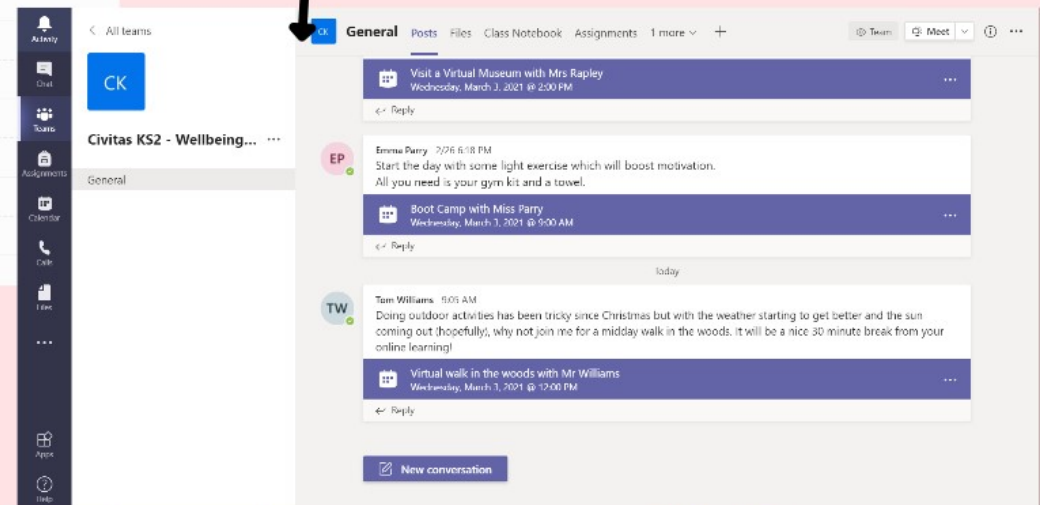 Activity
Chat
Teams
Assignments
Calendar
Calls
Files
Apps
Help
All teams
CK
Civitas KS2 - Wellbeing...
General
CK General Posts Files Class Notebook Assignments 1 more
Team Meet
Visit a Virtual Museum with Mrs Rapley
Wednesday, March 3, 2021 @ 2:00 PM
Reply
EP
Emma Parry 2/26 6:18 PM
Start the day with some light exercise which will boost motivation.
All you need is your gym kit and a towel.
Boot Camp with Miss Parry
Wednesday, March 3, 2021 @ 9:00 AM
Reply
Today
TW
Tom Williams 9:05 AM
Doing outdoor activities has been tricky since Christmas but with the weather starting to get better and the sun
coming out (hopefully), why not join me for a midday walk in the woods. It will be a nice 30 minute break from your
online learning!
Virtual walk in the woods with Mr Williams
Wednesday, March 3, 2021 @ 12:00 PM
Reply
New conversation